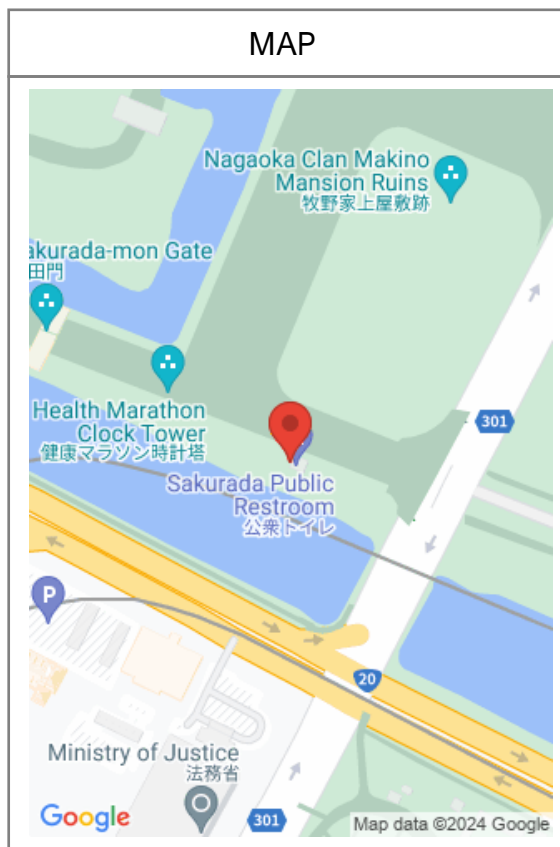 MAP
Nagaoka Clan Makino
Mansion Ruins
牧野家上屋敷跡
akurada-mon Gate
田門
Health Marathon
Clock Tower
健康マラソン時計塔
301
Sakurada Public
Restroom
公衆トイレ
P
20
Ministry of Justice
法務省
Google
301
Map data ©2024 Google